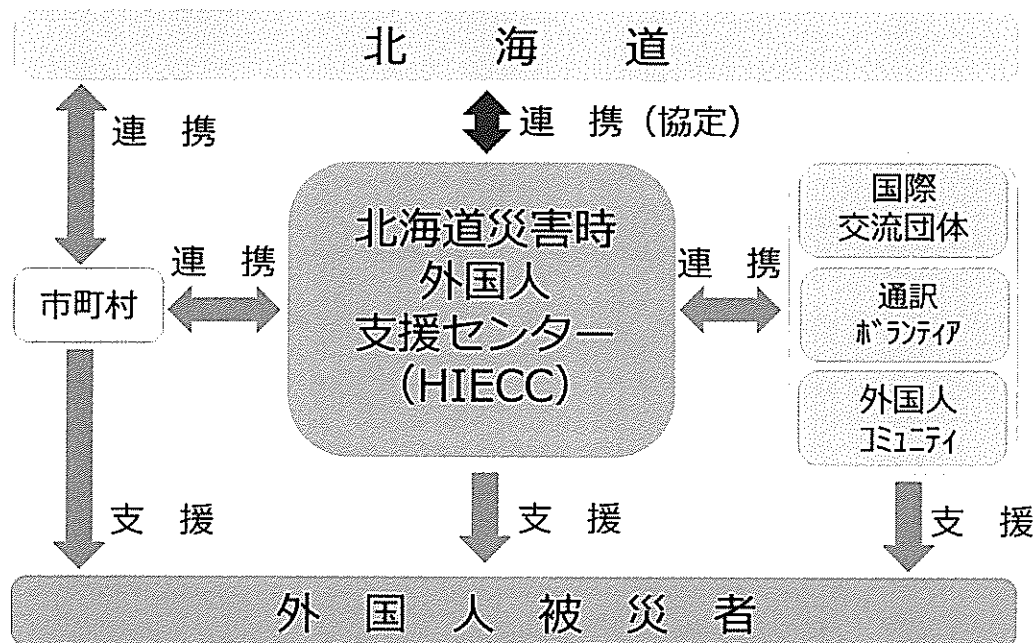 北　海　道
連　携
連　携（協定）
北海道災害時
外国人
支援センター
（HIECC）
市町村
連　携
連　携
国際
交流団体
通訳
ﾎﾞﾗﾝﾃｨｱ
外国人
ｺﾐｭﾆﾃｨ
支　援
支　援
支　援
外　国　人　被　災　者